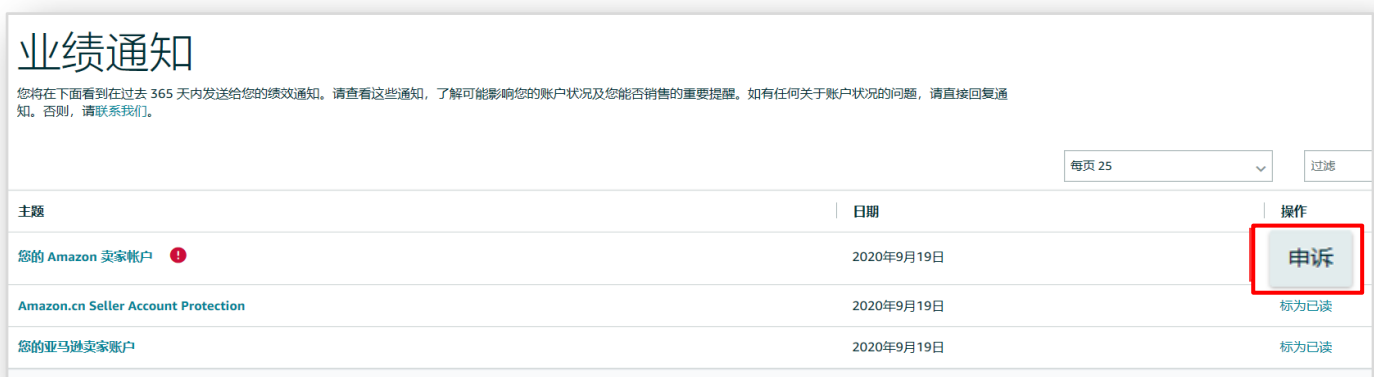 业绩通知
您将在下面看到在过去 365 天内发送给您的绩效通知。请查看这些通知，了解可能影响您的账户状况及您能否销售的重要提醒。如有任何关于账户状况的问题，请直接回复通
知。否则，请联系我们。
每页 25 过滤
主题 日期 操作
您的 Amazon 卖家帐户 2020年9月19日 申诉
Amazon.cn Seller Account Protection 2020年9月19日 标为已读
您的亚马逊卖家账户 2020年9月19日 标为已读